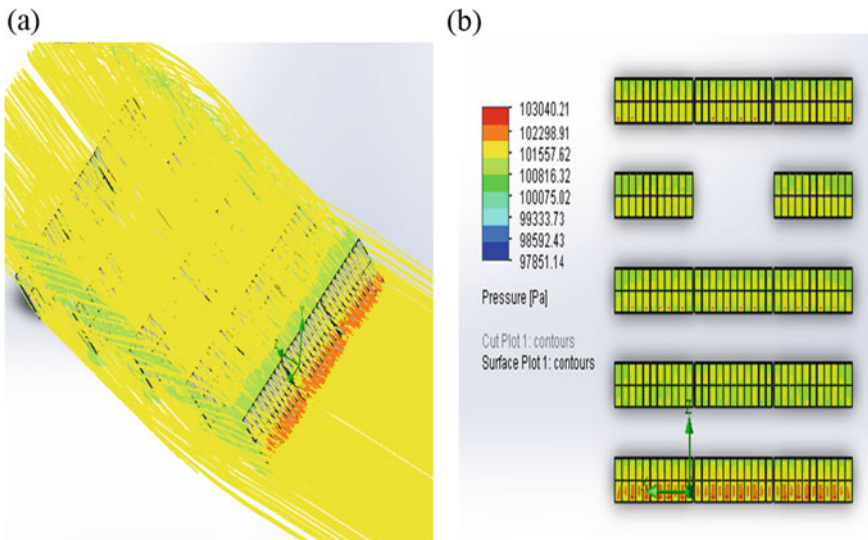 (a)
(b)
103040.21
102298.91
101557.62
100816.32
100075.02
99333.73
98592.43
97851.14
Pressure [Pa]
Cut Plot 1: contours
Surface Plot 1: contours
Z